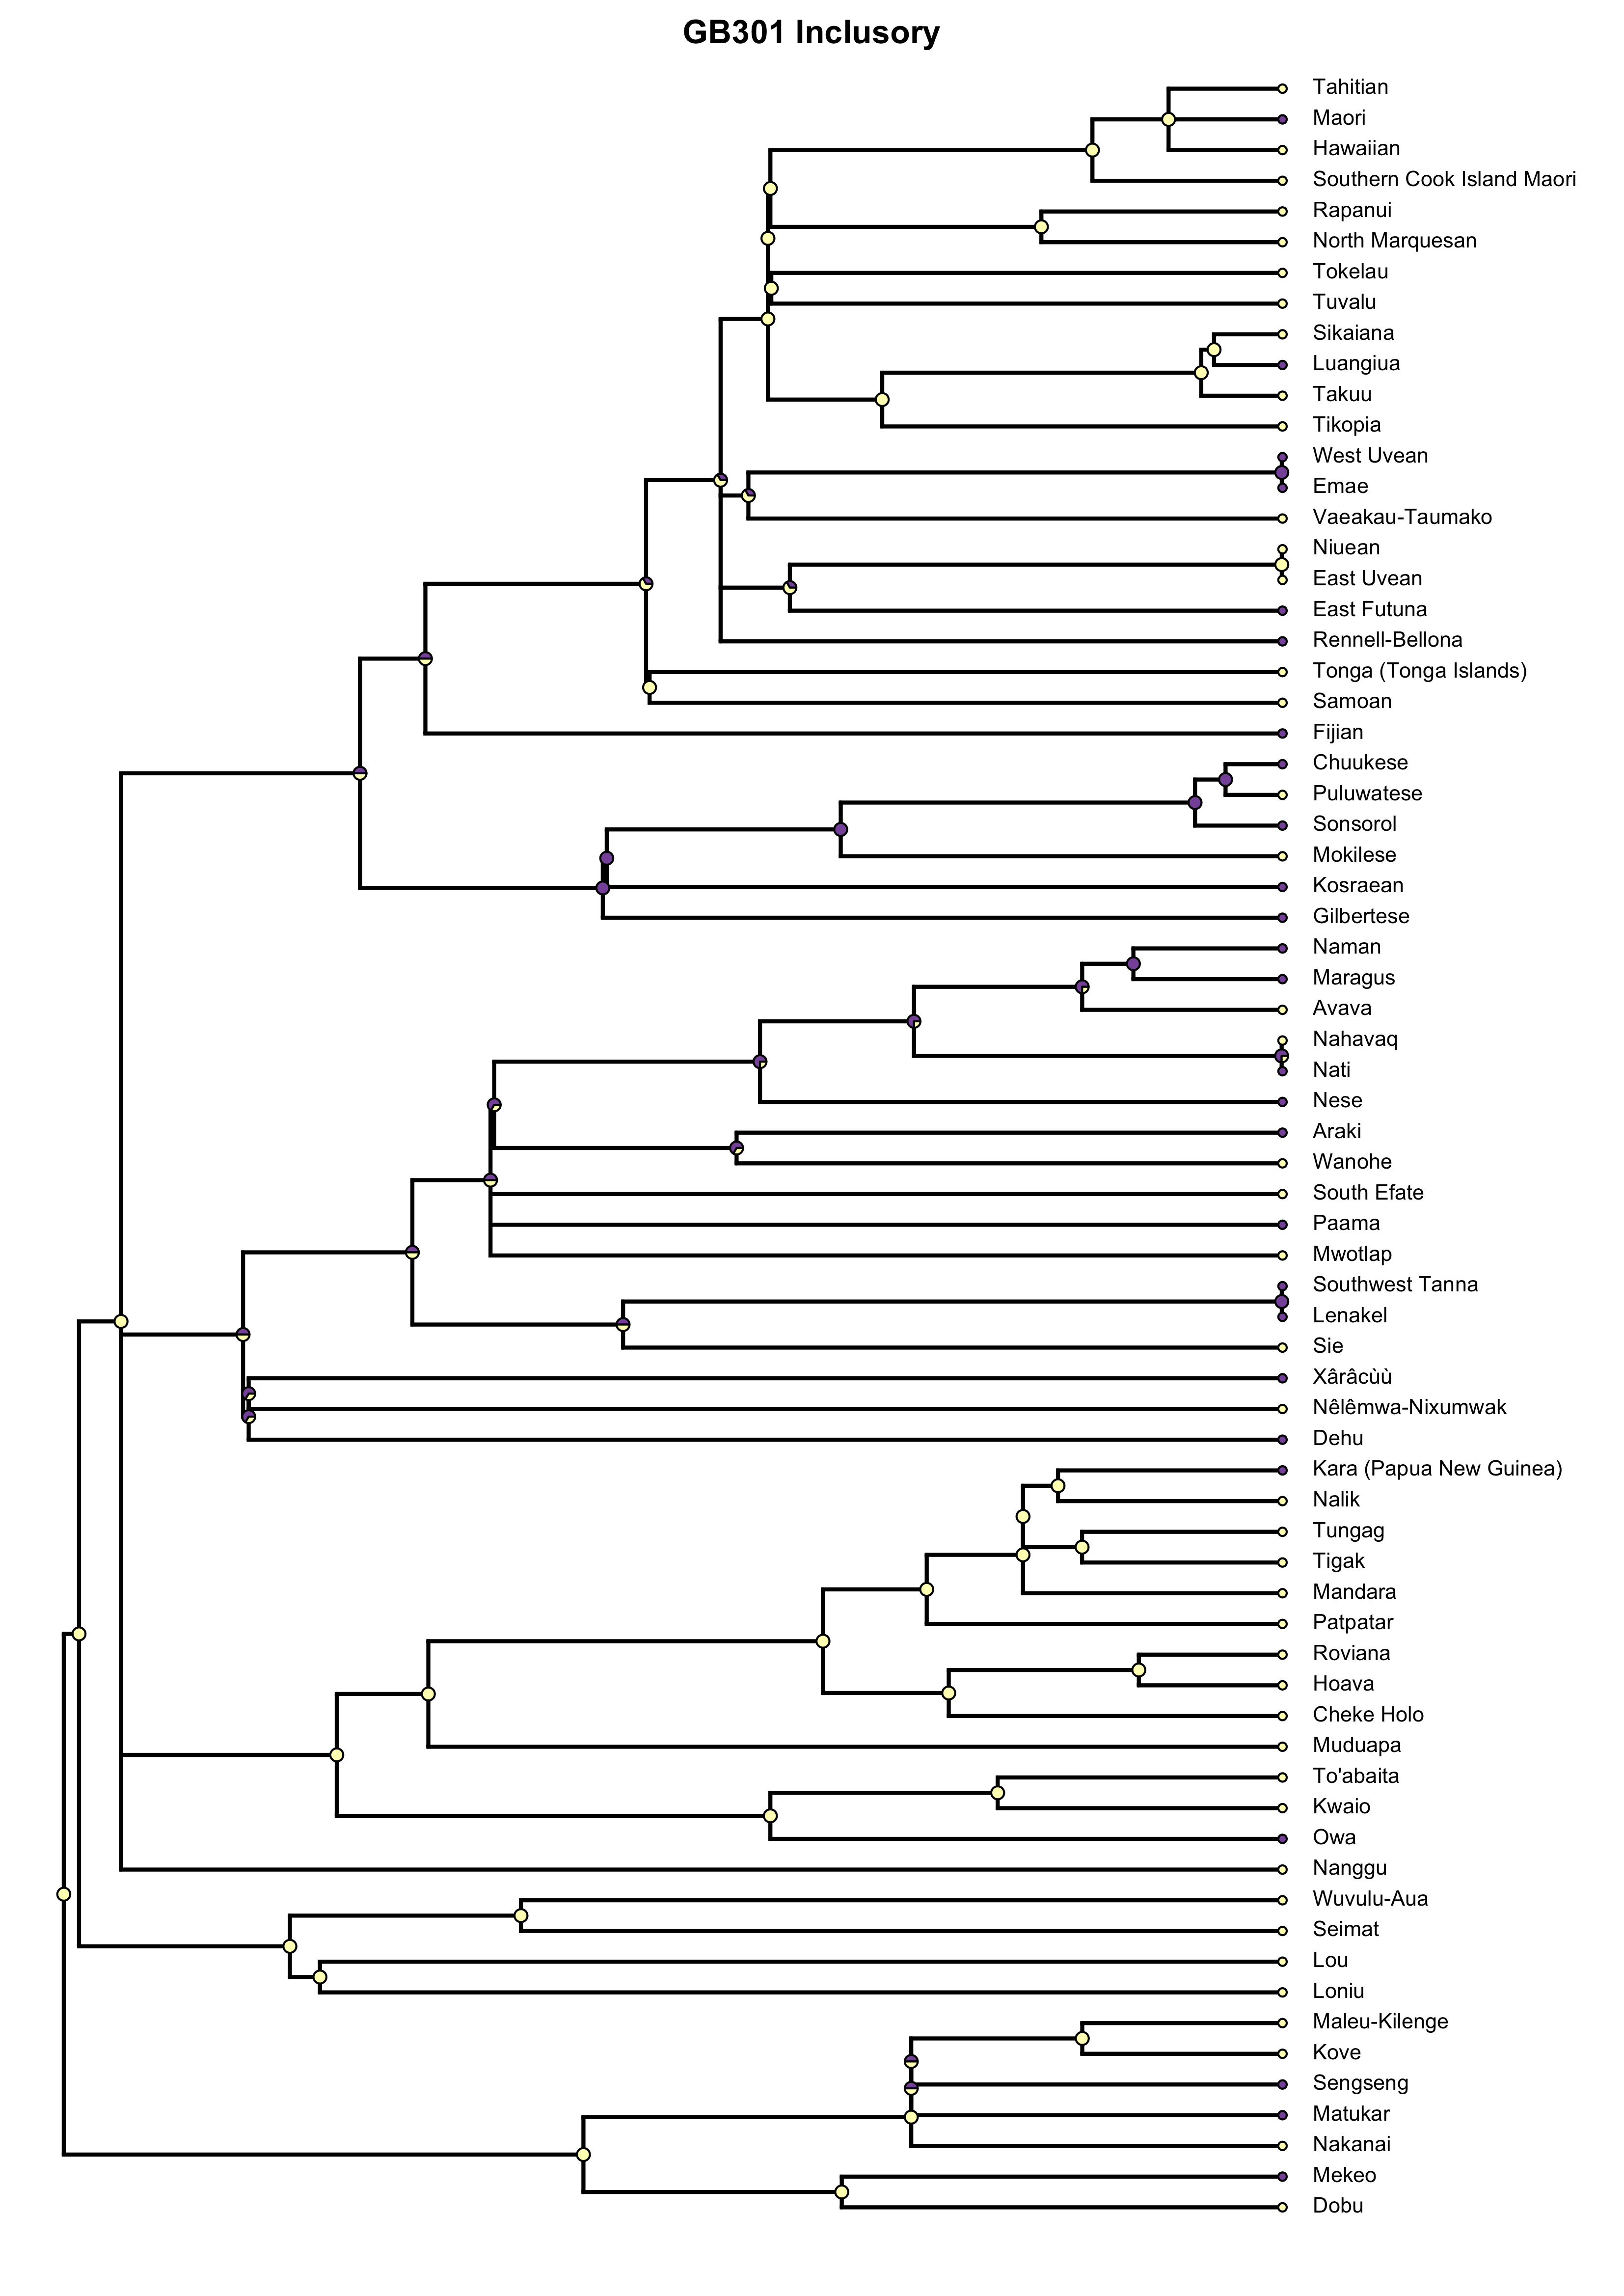 GB301 Inclusory
Tahitian
Maori
Hawaiian
Southern Cook Island Maori
Rapanui
North Marquesan
Tokelau
Tuvalu
Sikaiana
Luangiua
Takuu
Tikopia
West Uvean
Emae
Vaeakau-Taumako
Niuean
East Uvean
East Futuna
Rennell-Bellona
Tonga (Tonga Islands)
Samoan
Fijian
Chuukese
Puluwatese
Sonsorol
Mokilese
Kosraean
Gilbertese
Naman
Maragus
Avava
Nahavaq
Nati
Nese
Araki
Wanohe
South Efate
Paama
Mwotlap
Southwest Tanna
Lenakel
Sie
Xârâcùù
Nêlêmwa-Nixumwak
Dehu
Kara (Papua New Guinea)
Nalik
Tungag
Tigak
Mandara
Patpatar
Roviana
Hoava
Cheke Holo
Muduapa
To'abaita
Kwaio
Owa
Nanggu
Wuvulu-Aua
Seimat
Lou
Loniu
Maleu-Kilenge
Kove
Sengseng
Matukar
Nakanai
Mekeo
Dobu